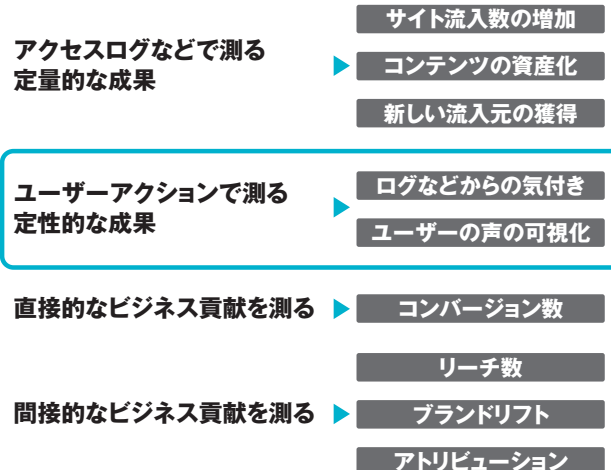 アクセスログなどで測る
定量的な成果
サイト流入数の増加
コンテンツの資産化
新しい流入元の獲得
ユーザーアクションで測る
定性的な成果
ログなどからの気付き
ユーザーの声の可視化
直接的なビジネス貢献を測る
コンバージョン数
間接的なビジネス貢献を測る
リーチ数
ブランドリフト
アトリビューション